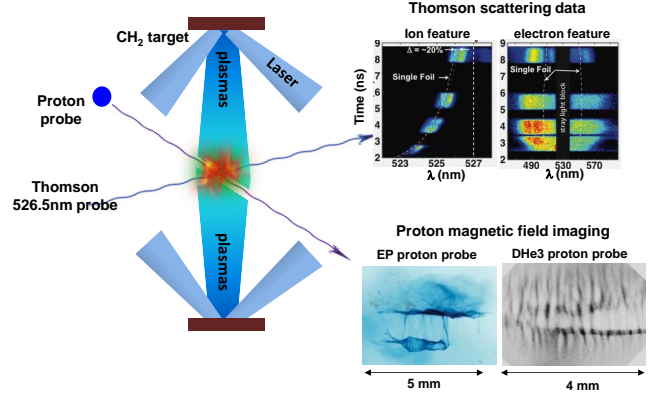 Thomson scattering data
Ion feature
electron feature
CH2 target
Laser
plasmas
Proton
probe
Thomson
526.5nm probe
plasmas
Time (ns)
9
8
7
6
5
4
3
2
Δ = ~20%
Single Foil
523
525
527
λ (nm)
9
8
7
6
5
4
3
2
Single Foil
stray light block
490
530
570
λ (nm)
Proton magnetic field imaging
EP proton probe
DHe3 proton probe
5 mm
4 mm